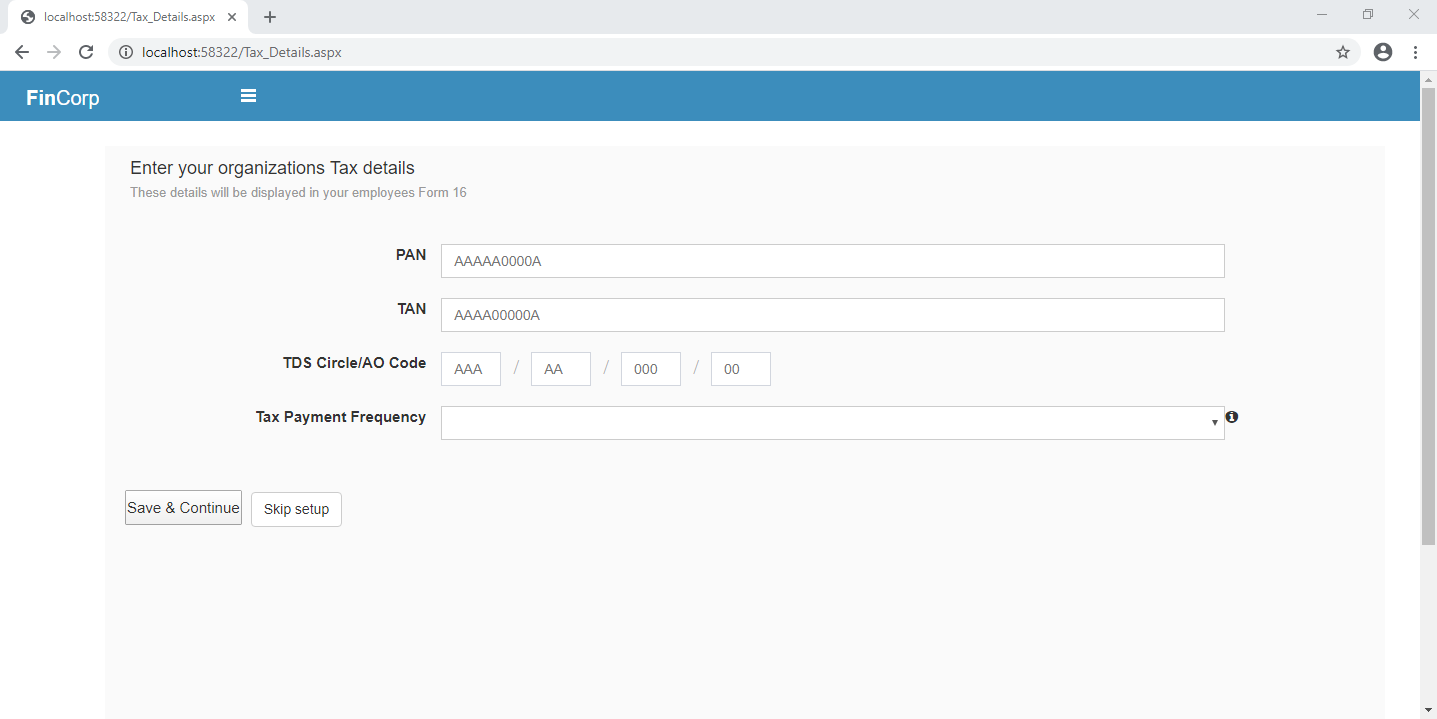 localhost:58322/Tax_Details.aspx
localhost:58322/Tax_Details.aspx
FinCorp
Enter your organizations Tax details
These details will be displayed in your employees Form 16
PAN AAAAA0000A
TAN AAAA00000A
TDS Circle/AO Code AAA / AA / 000 / 00
Tax Payment Frequency
Save & Continue Skip setup